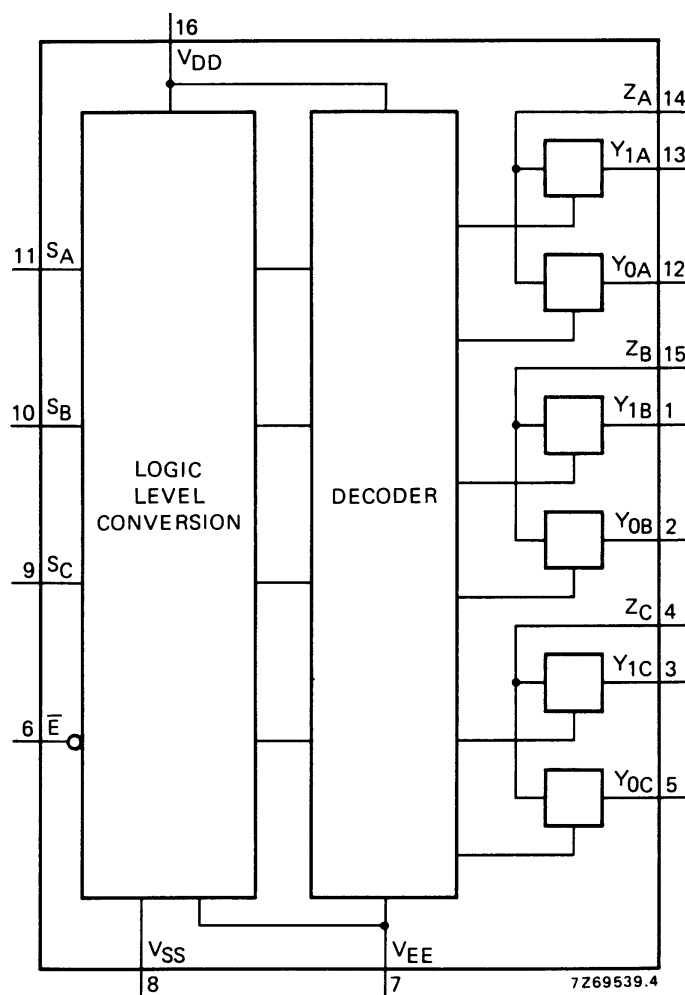 16
VDD
ZA 14
Y1A 13
11 SA
Y0A 12
ZB 15
10 SB
Y1B 1
LOGIC
LEVEL
CONVERSION
DECODER
Y0B 2
9 SC
ZC 4
Y1C 3
6 E̅
Y0C 5
VSS
VEE
8
7
7Z69539.4